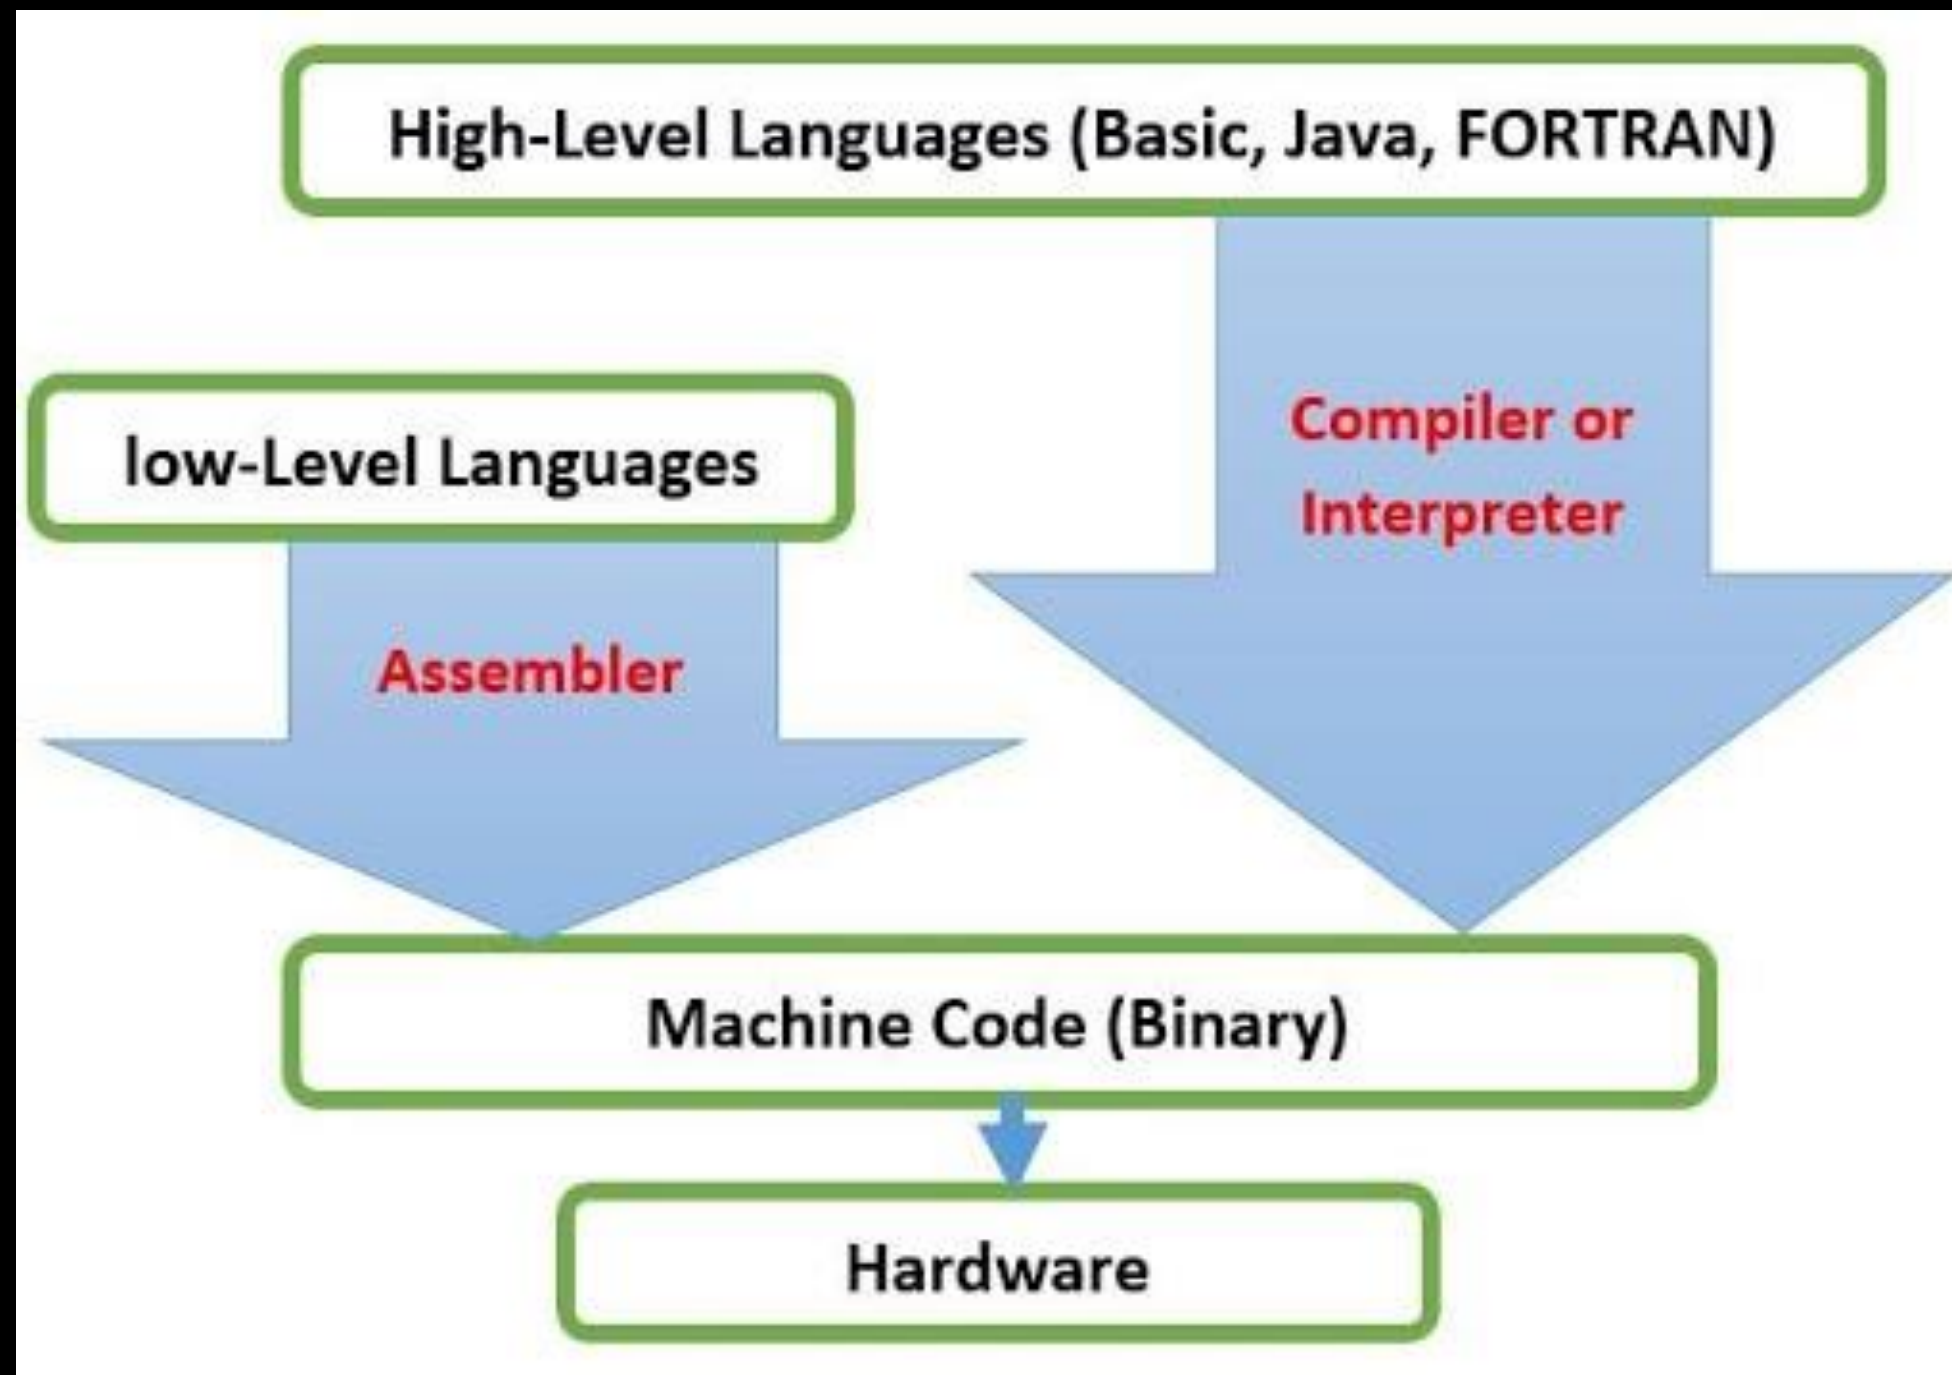 High-Level Languages (Basic, Java, FORTRAN)
low-Level Languages
Compiler or
Interpreter
Assembler
Machine Code (Binary)
Hardware